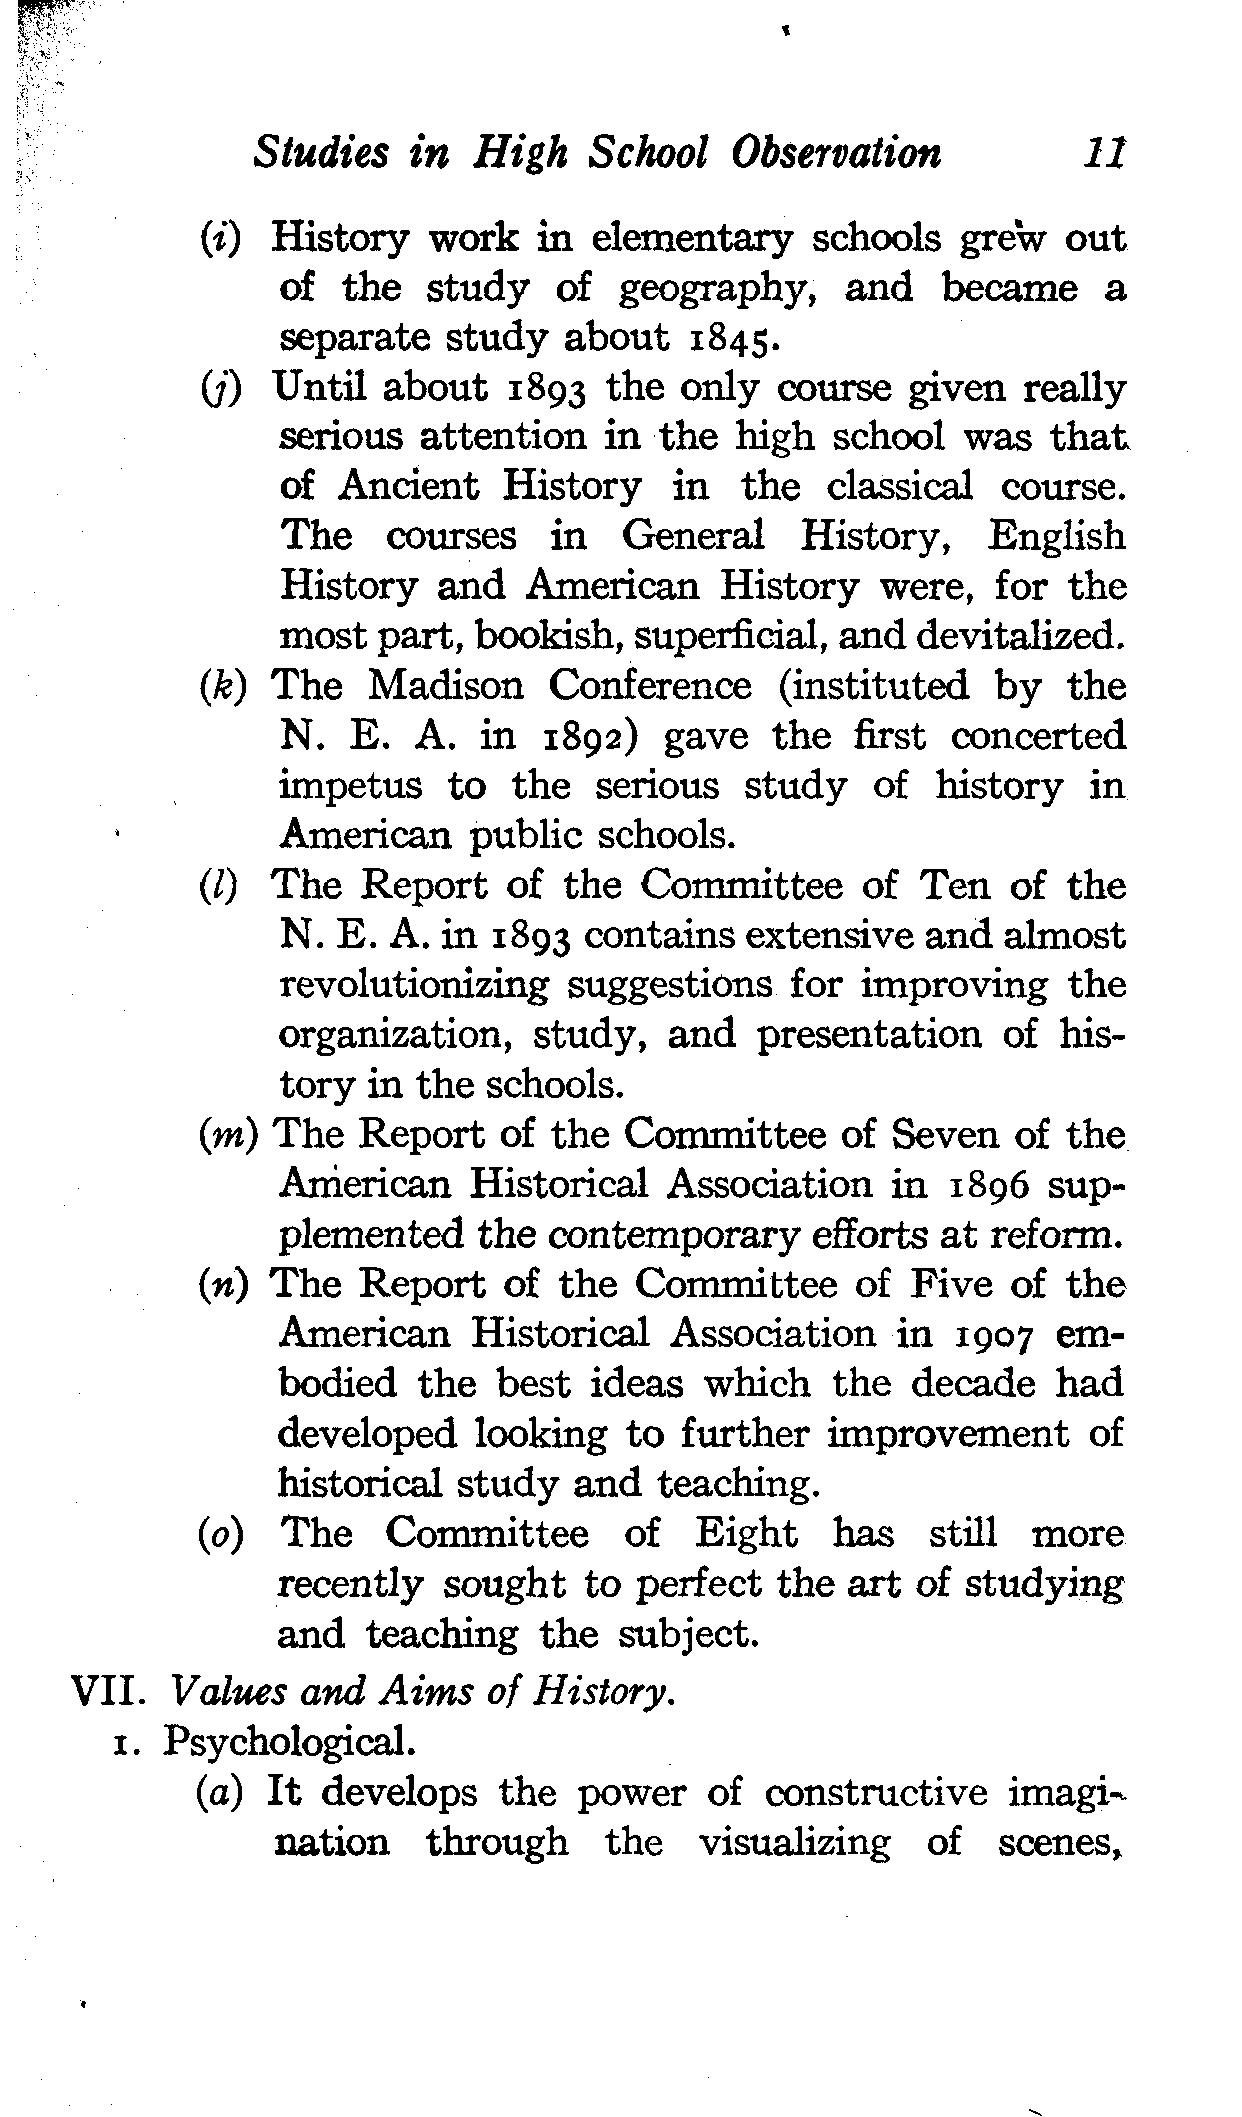 Studies in High School Observation 11
(i) History work in elementary schools grew out
of the study of geography, and became a
separate study about 1845.
(j) Until about 1893 the only course given really
serious attention in the high school was that
of Ancient History in the classical course.
The courses in General History, English
History and American History were, for the
most part, bookish, superficial, and devitalized.
(k) The Madison Conference (instituted by the
N. E. A. in 1892) gave the first concerted
impetus to the serious study of history in
American public schools.
(l) The Report of the Committee of Ten of the
N. E. A. in 1893 contains extensive and almost
revolutionizing suggestions for improving the
organization, study, and presentation of his-
tory in the schools.
(m) The Report of the Committee of Seven of the
American Historical Association in 1896 sup-
plemented the contemporary efforts at reform.
(n) The Report of the Committee of Five of the
American Historical Association in 1907 em-
bodied the best ideas which the decade had
developed looking to further improvement of
historical study and teaching.
(o) The Committee of Eight has still more
recently sought to perfect the art of studying
and teaching the subject.
VII. Values and Aims of History.
1. Psychological.
(a) It develops the power of constructive imagi-
nation through the visualizing of scenes,